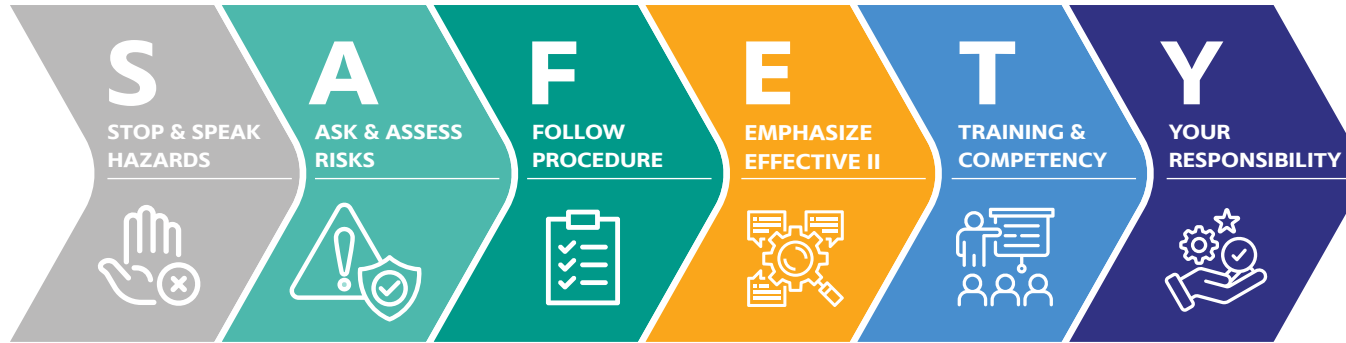 S
STOP & SPEAK
HAZARDS
A
ASK & ASSESS
RISKS
F
FOLLOW
PROCEDURE
E
EMPHASIZE
EFFECTIVE II
T
TRAINING &
COMPETENCY
Y
YOUR
RESPONSIBILITY